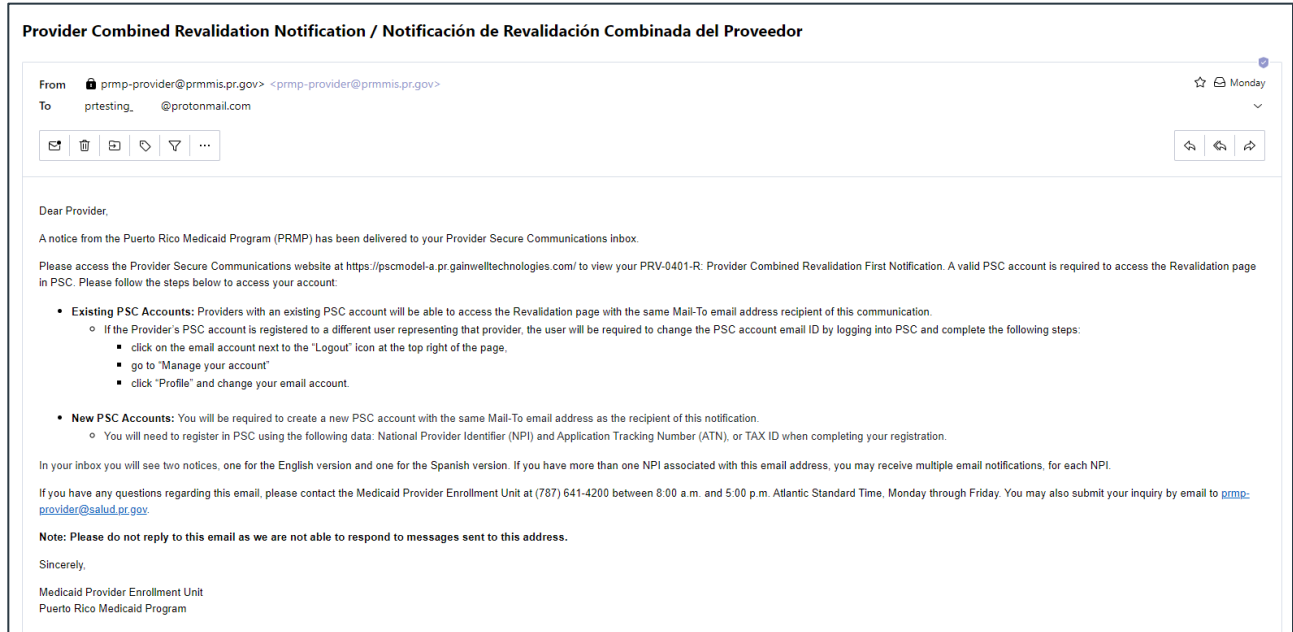 Provider Combined Revalidation Notification / Notificación de Revalidación Combinada del Proveedor
From prmp-provider@prmmis.pr.gov> <prmp-provider@prmmis.pr.gov>
Monday
To prtesting_ @protonmail.com
Dear Provider,
A notice from the Puerto Rico Medicaid Program (PRMP) has been delivered to your Provider Secure Communications inbox.
Please access the Provider Secure Communications website at https://pscmodel-a.pr.gainwelltechnologies.com/ to view your PRV-0401-R: Provider Combined Revalidation First Notification. A valid PSC account is required to access the Revalidation page
in PSC. Please follow the steps below to access your account:
• Existing PSC Accounts: Providers with an existing PSC account will be able to access the Revalidation page with the same Mail-To email address recipient of this communication.
o If the Provider's PSC account is registered to a different user representing that provider, the user will be required to change the PSC account email ID by logging into PSC and complete the following steps:
▪ click on the email account next to the "Logout" icon at the top right of the page,
▪ go to "Manage your account"
▪ click "Profile" and change your email account.
• New PSC Accounts: You will be required to create a new PSC account with the same Mail-To email address as the recipient of this notification.
o You will need to register in PSC using the following data: National Provider Identifier (NPI) and Application Tracking Number (ATN), or TAX ID when completing your registration.
In your inbox you will see two notices, one for the English version and one for the Spanish version. If you have more than one NPI associated with this email address, you may receive multiple email notifications, for each NPI.
If you have any questions regarding this email, please contact the Medicaid Provider Enrollment Unit at (787) 641-4200 between 8:00 a.m. and 5:00 p.m. Atlantic Standard Time, Monday through Friday. You may also submit your inquiry by email to prmp-
provider@salud.pr.gov.
Note: Please do not reply to this email as we are not able to respond to messages sent to this address.
Sincerely,
Medicaid Provider Enrollment Unit
Puerto Rico Medicaid Program